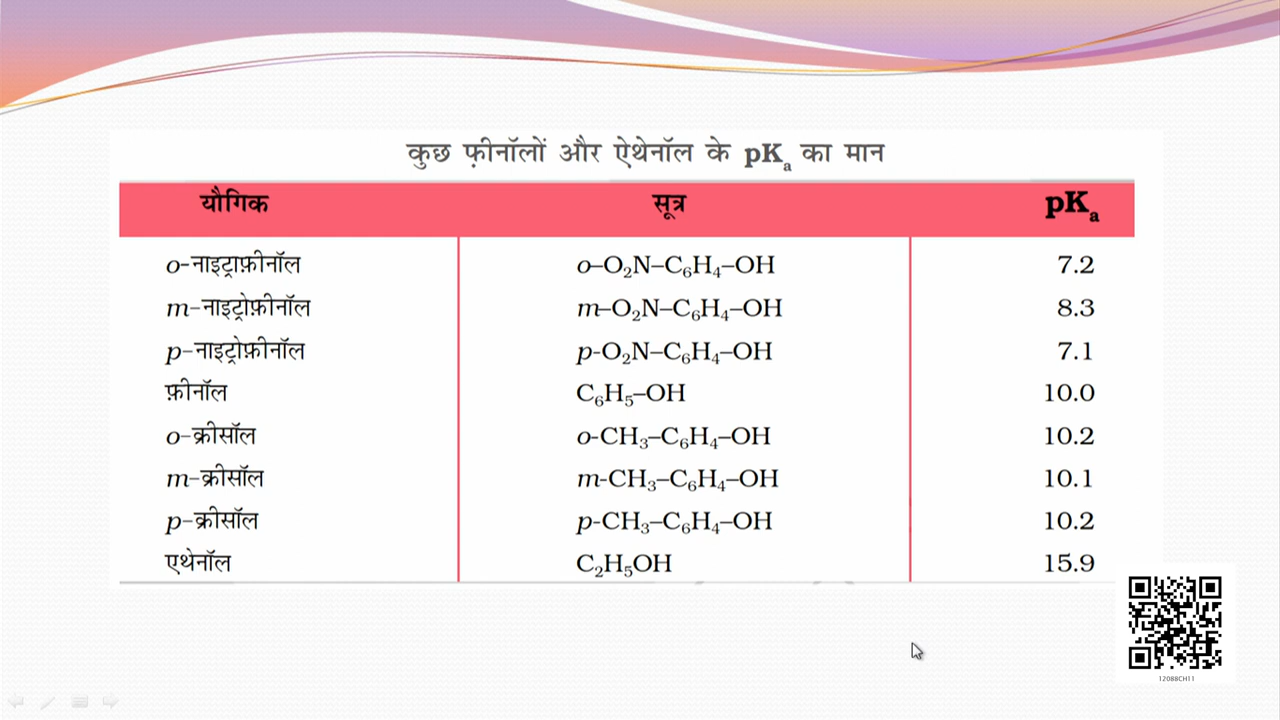 कुछ फ़ीनॉलों और ऐथेनॉल के pKa का मान
यौगिक सूत्र pKa
o-नाइट्राफ़ीनॉल o–O2N–C6H4–OH 7.2
m-नाइट्रोफ़ीनॉल m–O2N–C6H4–OH 8.3
p-नाइट्रोफ़ीनॉल p-O2N–C6H4–OH 7.1
फ़ीनॉल C6H5–OH 10.0
o-क्रीसॉल o-CH3–C6H4–OH 10.2
m-क्रीसॉल m-CH3–C6H4–OH 10.1
p-क्रीसॉल p-CH3–C6H4–OH 10.2
एथेनॉल C2H5OH 15.9
12088CH11